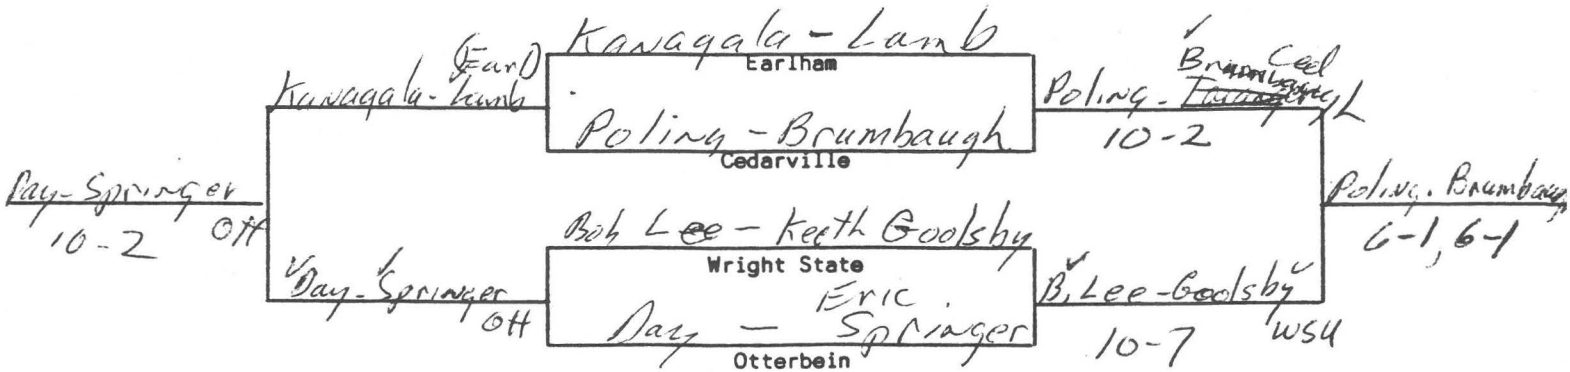 Kanagala - Lamb
Earlham
(Earl)
Kanagala - Lamb
Brumbaugh Ced
Poling -
10-2
Poling - Brumbaugh
Cedarville
Day - Springer
Ott
10-2
Poling - Brumbaugh
6-1, 6-1
Bob Lee - Keeth Goolsby
Wright State
Day - Springer
Ott
Eric
Day - Springer
Otterbein
B. Lee - Goolsby
WSU
10-7